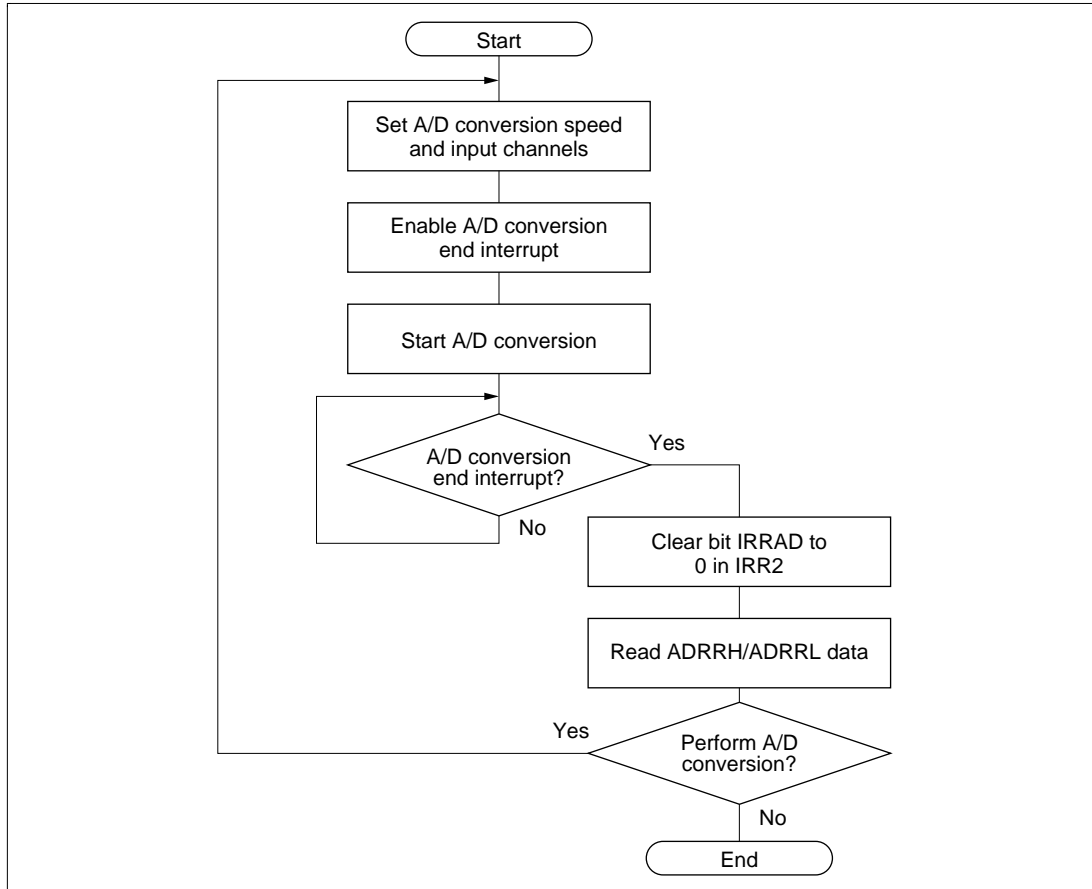 Start
Set A/D conversion speed
and input channels
Enable A/D conversion
end interrupt
Start A/D conversion
A/D conversion
end interrupt?
Yes
No
Clear bit IRRAD to
0 in IRR2
Read ADRRH/ADRRL data
Perform A/D
conversion?
Yes
No
End